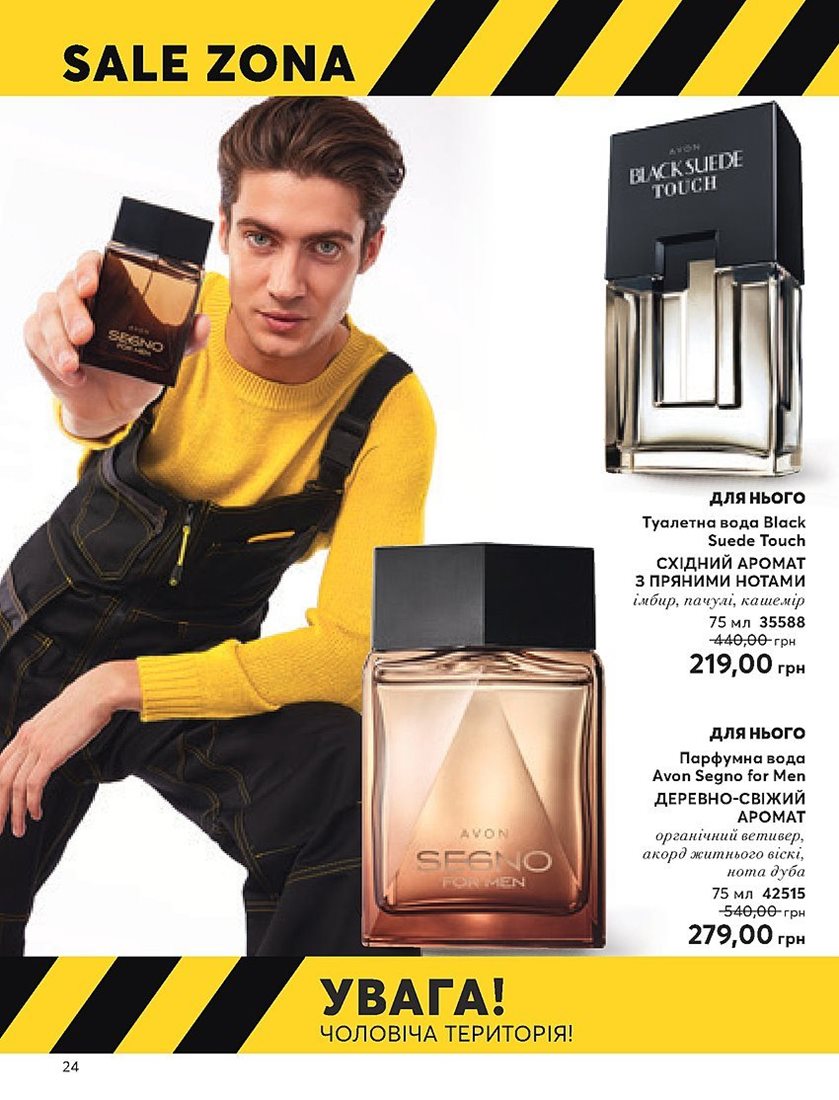 SALE ZONA
AVON
SEGNO
FOR MEN
AVON
BLACK SUEDE
TOUCH
ДЛЯ НЬОГО
Туалетна вода Black
Suede Touch
СХІДНИЙ АРОМАТ
З ПРЯНИМИ НОТАМИ
імбир, пачулі, кашемір
75 мл 35588
440,00 грн
219,00 грн
ДЛЯ НЬОГО
Парфумна вода
Avon Segno for Men
ДЕРЕВНО-СВІЖИЙ
АРОМАТ
органічний ветивер,
акорд житнього віскі,
нота дуба
75 мл 42515
540,00 грн
279,00 грн
AVON
SEGNO
FOR MEN
УВАГА!
ЧОЛОВІЧА ТЕРИТОРІЯ!
24